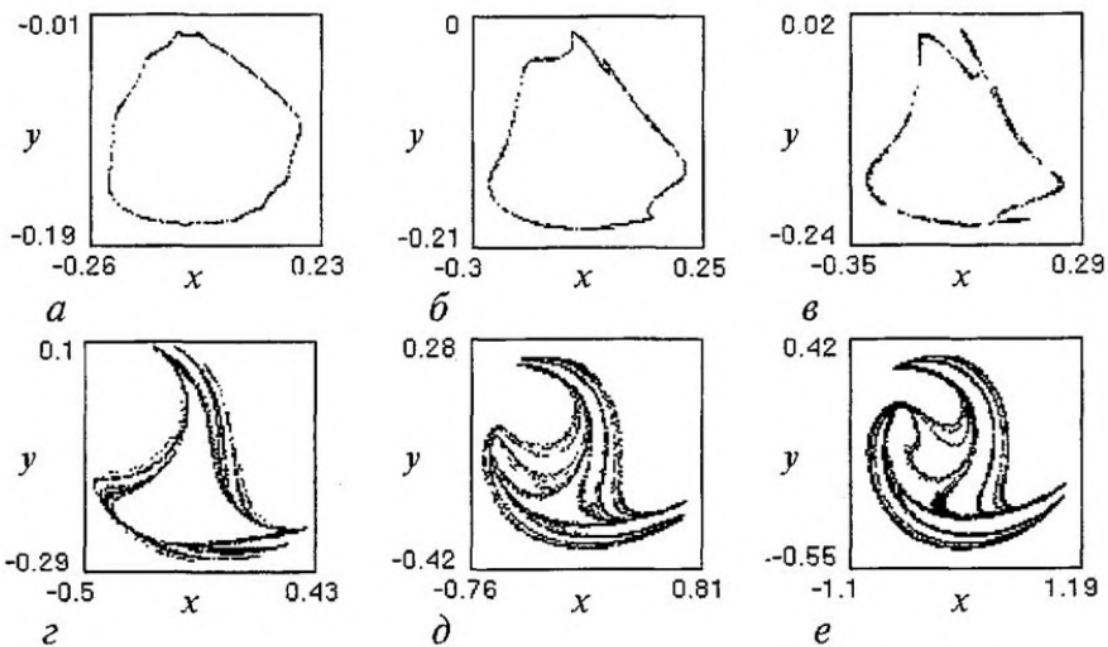 -0.01
0
0.02
y
y
y
-0.19
-0.21
-0.24
-0.26 x 0.23
-0.3 x 0.25
-0.35 x 0.29
а
б
в
0.1
0.28
0.42
y
y
y
-0.29
-0.42
-0.55
-0.5 x 0.43
-0.76 x 0.81
-1.1 x 1.19
г
д
е